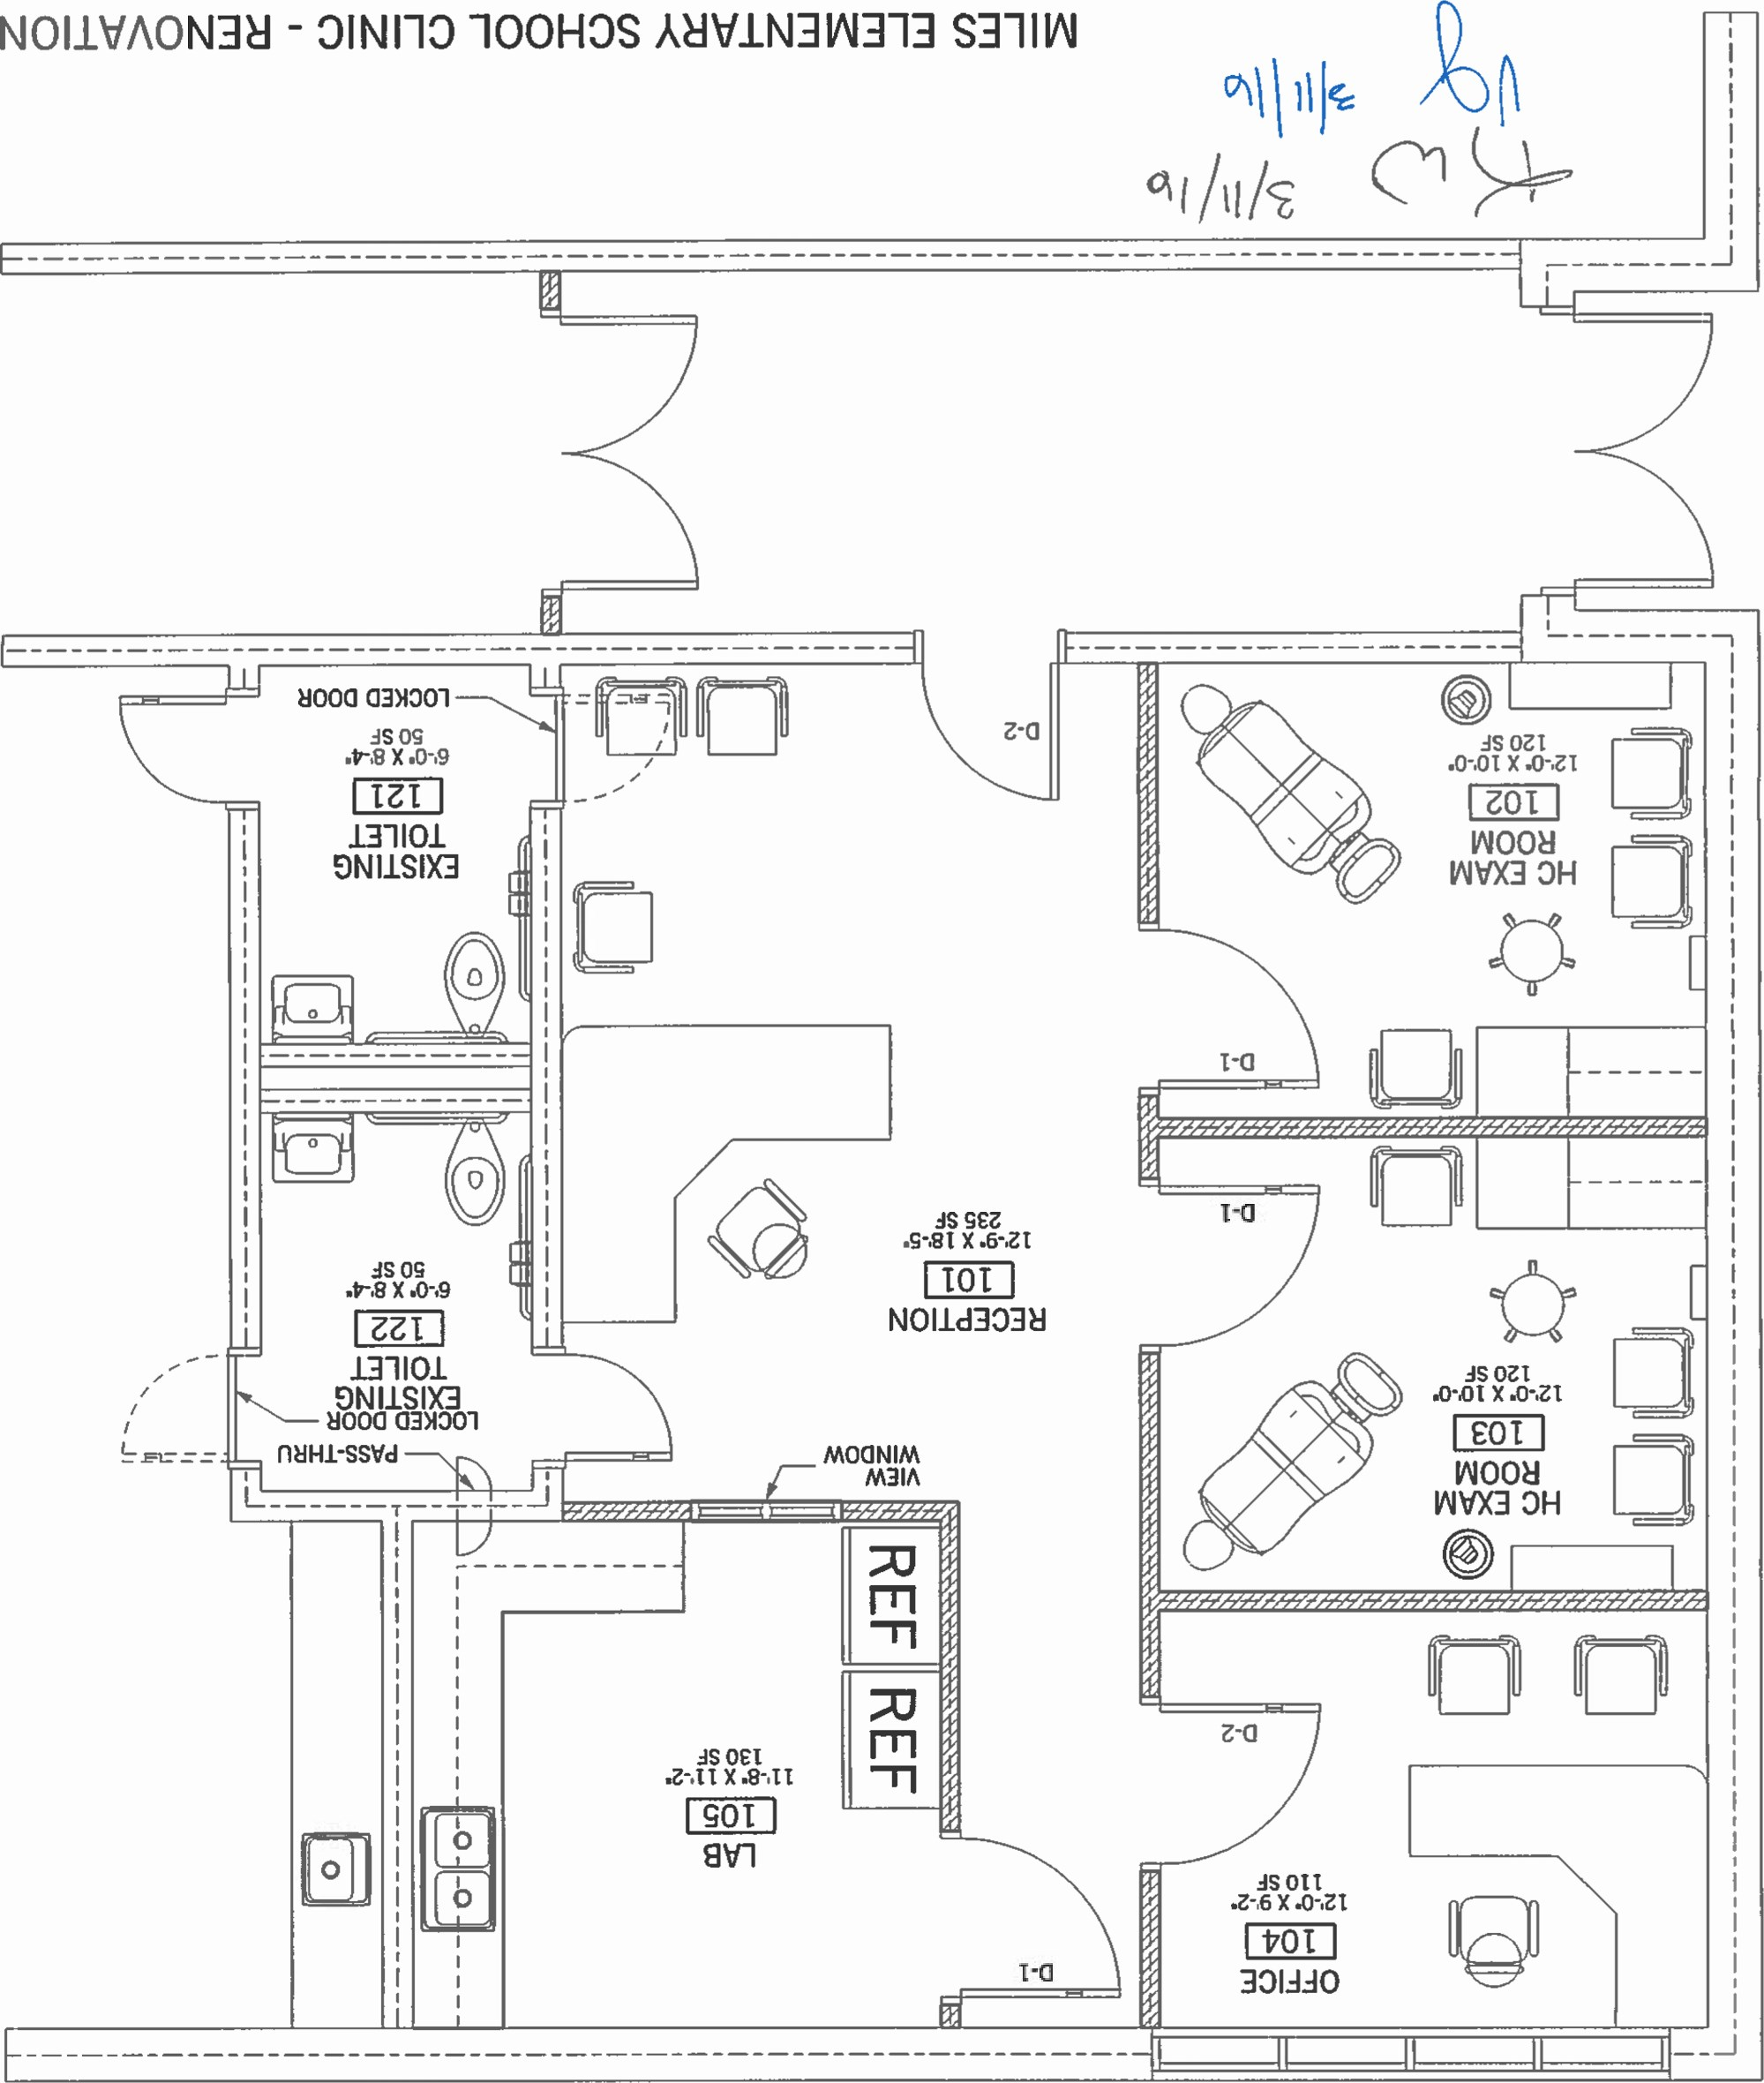 OFFICE
104
12'-0" X 9'-2"
110 SF
D-2
D-1
LAB
105
11'-8" X 11'-2"
130 SF
REF
REF
HC EXAM
ROOM
103
12'-0" X 10'-0"
120 SF
VIEW
WINDOW
PASS-THRU
LOCKED DOOR
EXISTING
TOILET
122
6'-0" X 8'-4"
50 SF
RECEPTION
101
12'-9" X 18'-5"
235 SF
D-1
D-1
HC EXAM
ROOM
102
12'-0" X 10'-0"
120 SF
EXISTING
TOILET
121
6'-0" X 8'-4"
50 SF
LOCKED DOOR
D-2
3/11/16
3/11/16
MILES ELEMENTARY SCHOOL CLINIC - RENOVATION